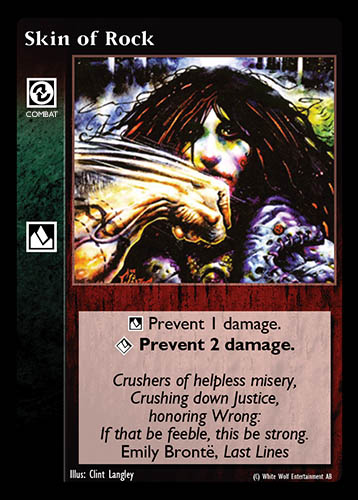 Skin of Rock
COMBAT
Prevent 1 damage.
Prevent 2 damage.
Crushers of helpless misery,
Crushing down Justice,
honoring Wrong:
If that be feeble, this be strong.
Emily Brontë, Last Lines
Illus: Clint Langley
(C) White Wolf Entertainment AB